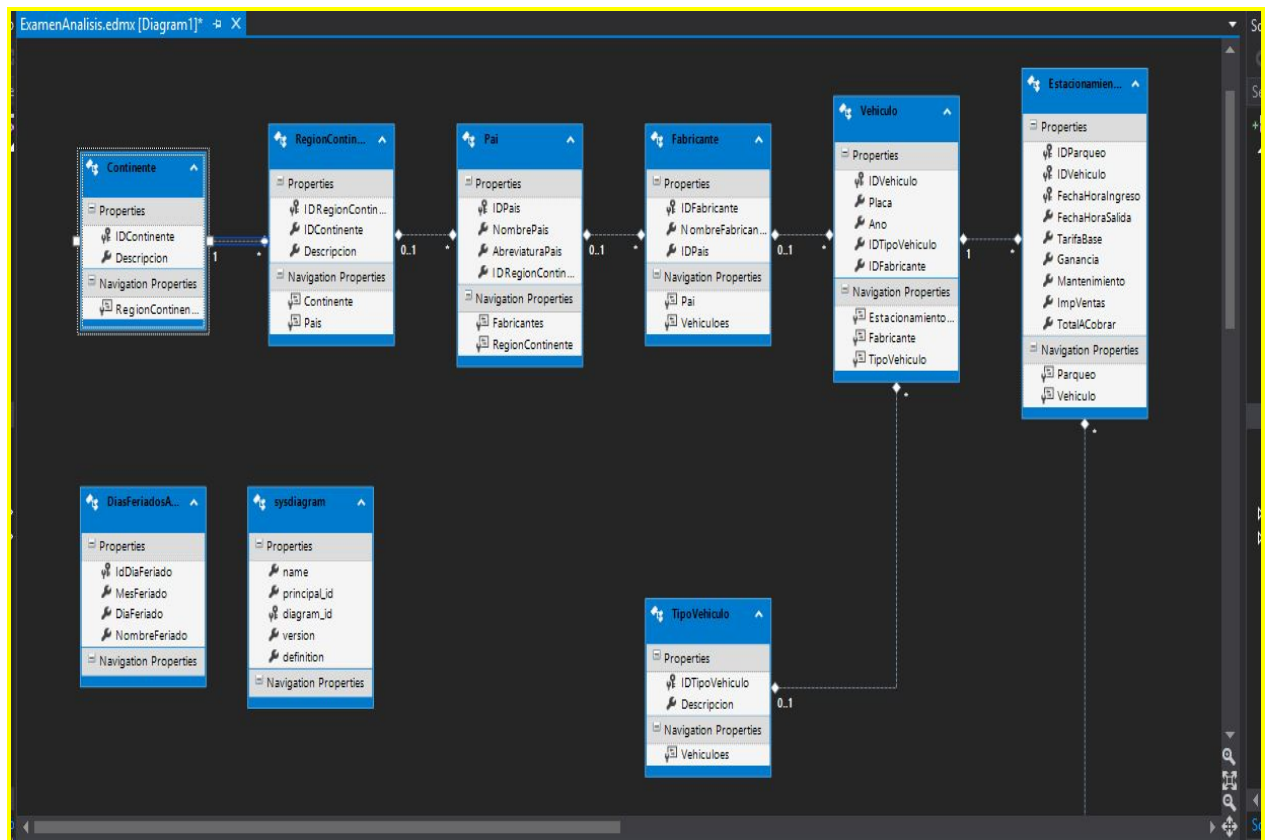 ExamenAnalisis.edmx [Diagram1]*
Continente
Properties
IDContinente
Descripcion
Navigation Properties
RegionContinen...
1
*
RegionContin...
Properties
IDRegionContin...
IDContinente
Descripcion
Navigation Properties
Continente
Pais
0..1
*
Pai
Properties
IDPais
NombrePais
AbreviaturaPais
IDRegionContin...
Navigation Properties
Fabricantes
RegionContinente
0..1
*
Fabricante
Properties
IDFabricante
NombreFabrican...
IDPais
Navigation Properties
Pai
Vehiculoes
0..1
*
Vehiculo
Properties
IDVehiculo
Placa
Ano
IDTipoVehiculo
IDFabricante
Navigation Properties
Estacionamiento...
Fabricante
TipoVehiculo
*
1
*
Estacionamien...
Properties
IDParqueo
IDVehiculo
FechaHoraIngreso
FechaHoraSalida
TarifaBase
Ganancia
Mantenimiento
ImpVentas
TotalACobrar
Navigation Properties
Parqueo
Vehiculo
*
DiasFeriadosA...
Properties
IdDiaFeriado
MesFeriado
DiaFeriado
NombreFeriado
Navigation Properties
sysdiagram
Properties
name
principal_id
diagram_id
version
definition
Navigation Properties
TipoVehiculo
Properties
IDTipoVehiculo
Descripcion
Navigation Properties
Vehiculoes
0..1